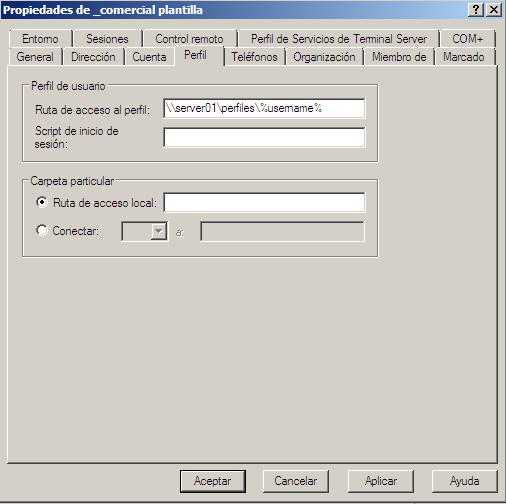 Propiedades de _comercial plantilla
Entorno Sesiones Control remoto Perfil de Servicios de Terminal Server COM+
General Dirección Cuenta Perfil Teléfonos Organización Miembro de Marcado
Perfil de usuario
Ruta de acceso al perfil: \\server01\perfiles\%username%
Script de inicio de
sesión:
Carpeta particular
Ruta de acceso local:
Conectar: a:
Aceptar Cancelar Aplicar Ayuda